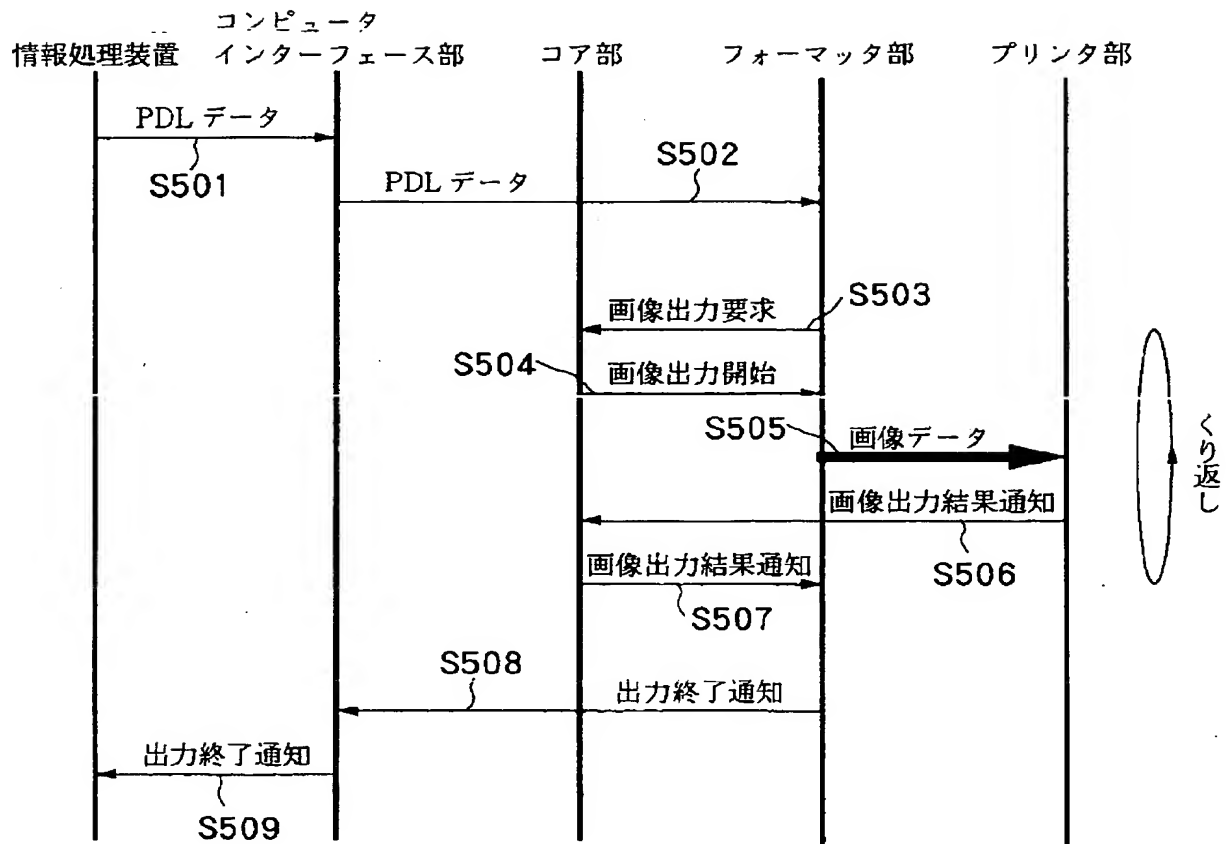 コンピュータ
情報処理装置 インターフェース部 コア部 フォーマッタ部 プリンタ部
PDL データ
S501
S502
PDL データ
画像出力要求
S503
S504
画像出力開始
S505
画像データ
くり返し
画像出力結果通知
S506
画像出力結果通知
S507
S508
出力終了通知
出力終了通知
S509